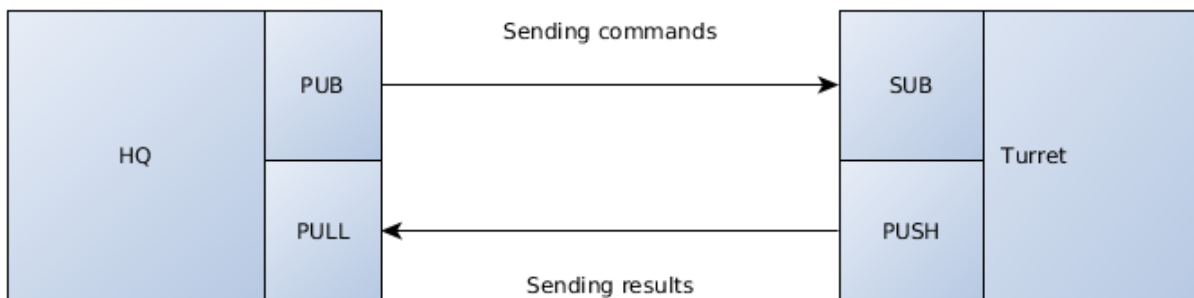 Sending commands
PUB
SUB
HQ
Turret
PULL
PUSH
Sending results